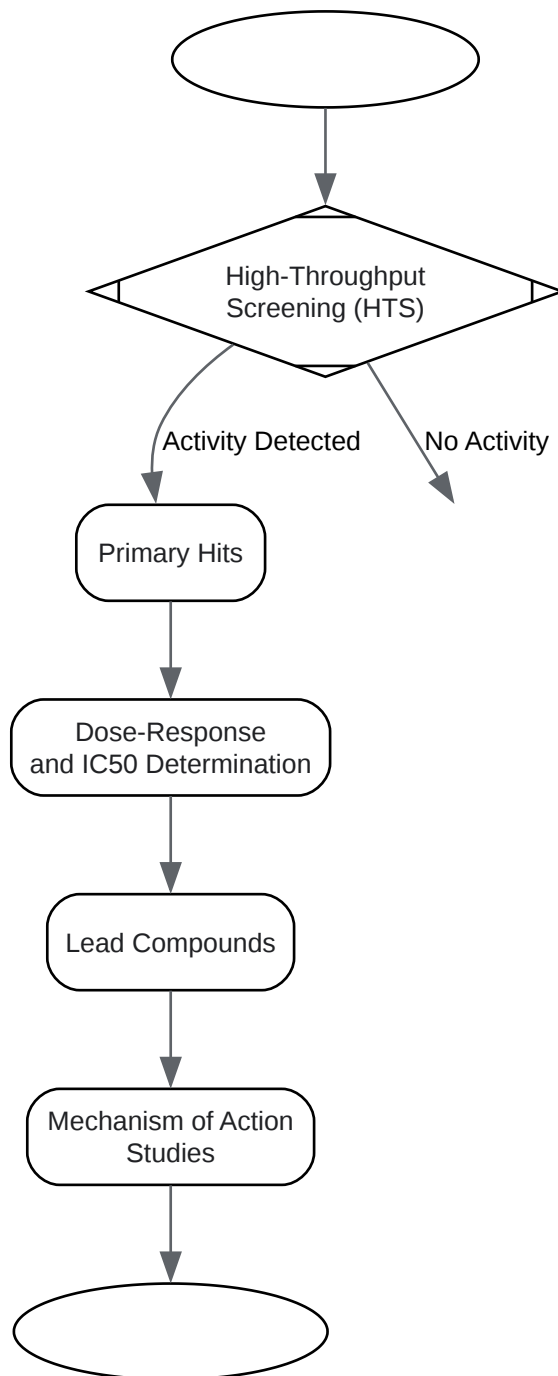 High-Throughput
Screening (HTS)
Activity Detected
No Activity
Primary Hits
Dose-Response
and IC50 Determination
Lead Compounds
Mechanism of Action
Studies